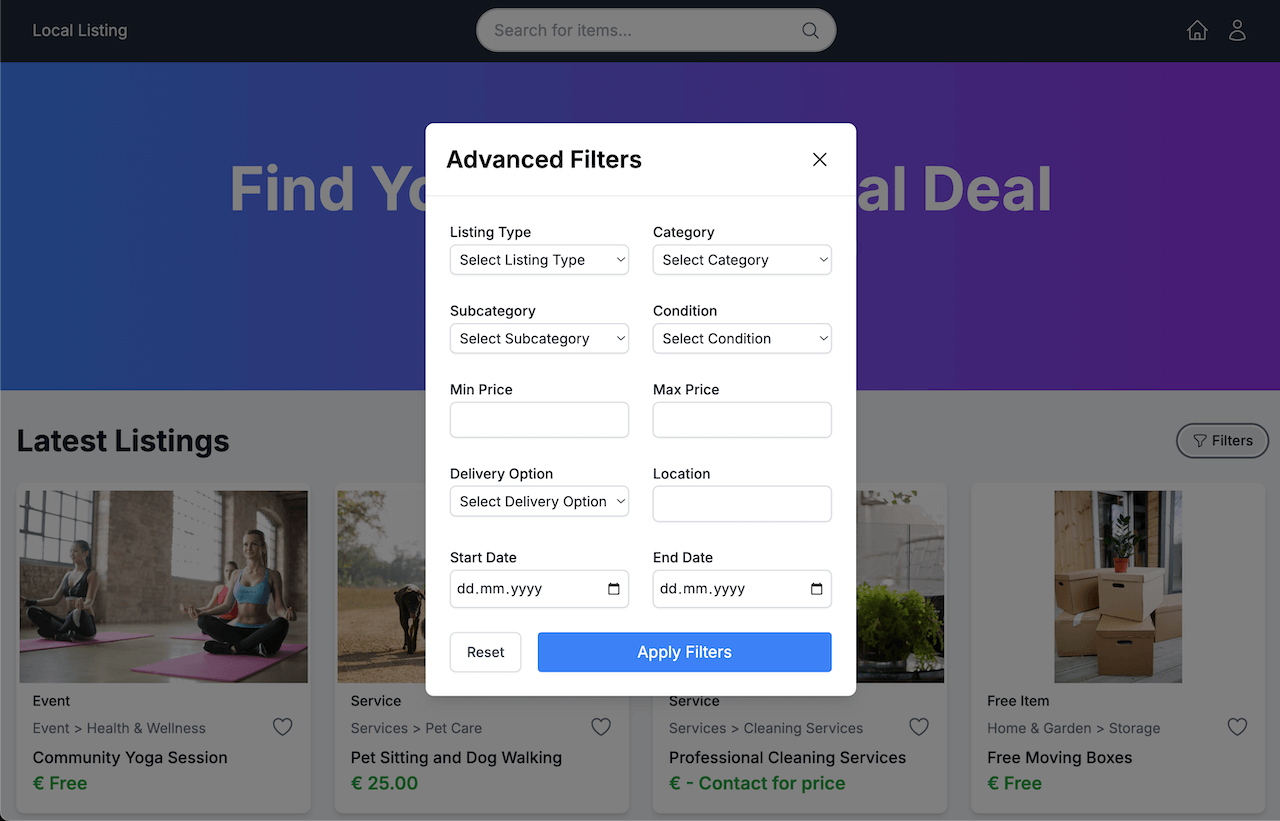 Local Listing
Search for items...
Find Yo
al Deal
Advanced Filters
Listing Type
Category
Select Listing Type
Select Category
Subcategory
Condition
Select Subcategory
Select Condition
Min Price
Max Price
Latest Listings
Filters
Delivery Option
Location
Select Delivery Option
Start Date
End Date
dd.mm.yyyy
dd.mm.yyyy
Reset
Apply Filters
Event
Event > Health & Wellness
Community Yoga Session
€ Free
Service
Services > Pet Care
Pet Sitting and Dog Walking
€ 25.00
Service
Services > Cleaning Services
Professional Cleaning Services
€ - Contact for price
Free Item
Home & Garden > Storage
Free Moving Boxes
€ Free